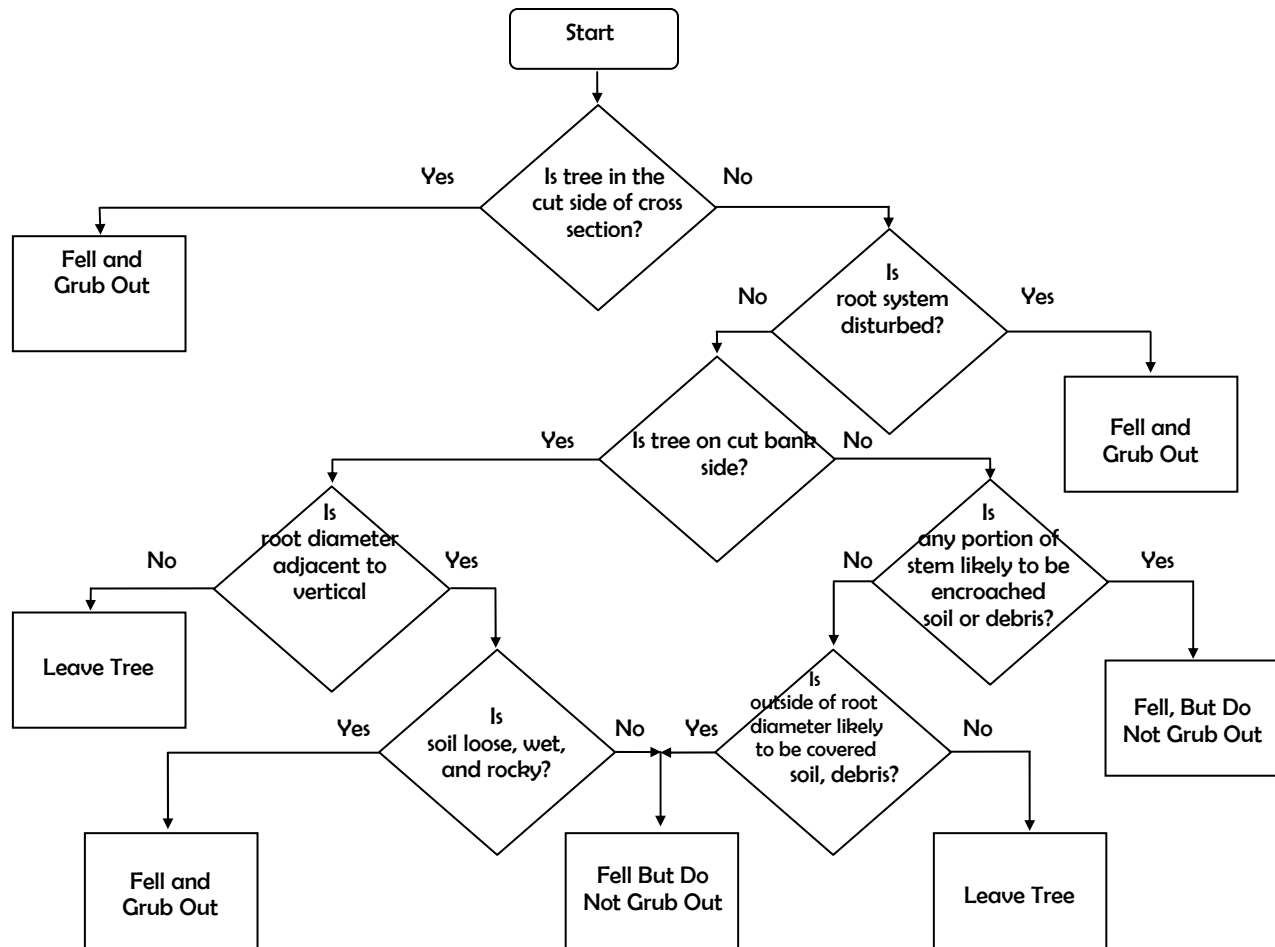 Start
Is tree in the
cut side of cross
section?
Yes
No
Fell and
Grub Out
Is
root system
disturbed?
No
Yes
Fell and
Grub Out
Is tree on cut bank
side?
Yes
No
Is
root diameter
adjacent to
vertical
No
Yes
Is
any portion of
stem likely to be
encroached
soil or debris?
No
Yes
Leave Tree
Is
soil loose, wet,
and rocky?
Yes
No
Is
outside of root
diameter likely
to be covered
soil, debris?
Yes
No
Fell, But Do
Not Grub Out
Fell and
Grub Out
Fell But Do
Not Grub Out
Leave Tree